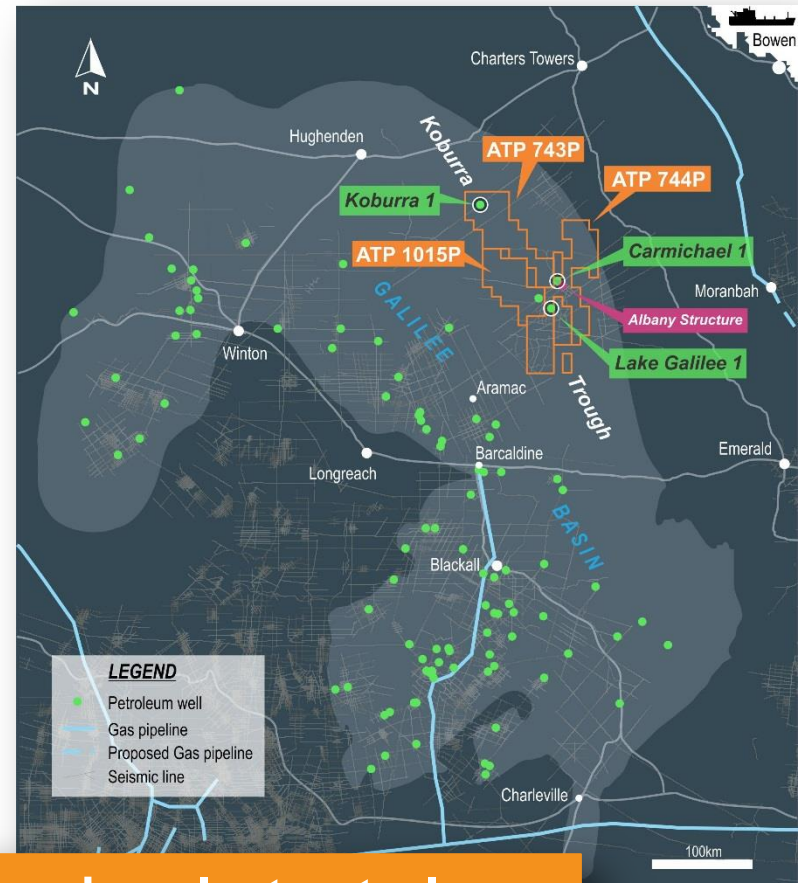 Bowen
Charters Towers
N
Hughenden
Koburra
ATP 743P
ATP 744P
Koburra 1
ATP 1015P
Carmichael 1
GALILEE
Moranbah
Albany Structure
Winton
Lake Galilee 1
Aramac
Trough
Barcaldine
Emerald
Longreach
BASIN
Blackall
LEGEND
Petroleum well
Gas pipeline
Proposed Gas pipeline
Seismic line
Charleville
100km